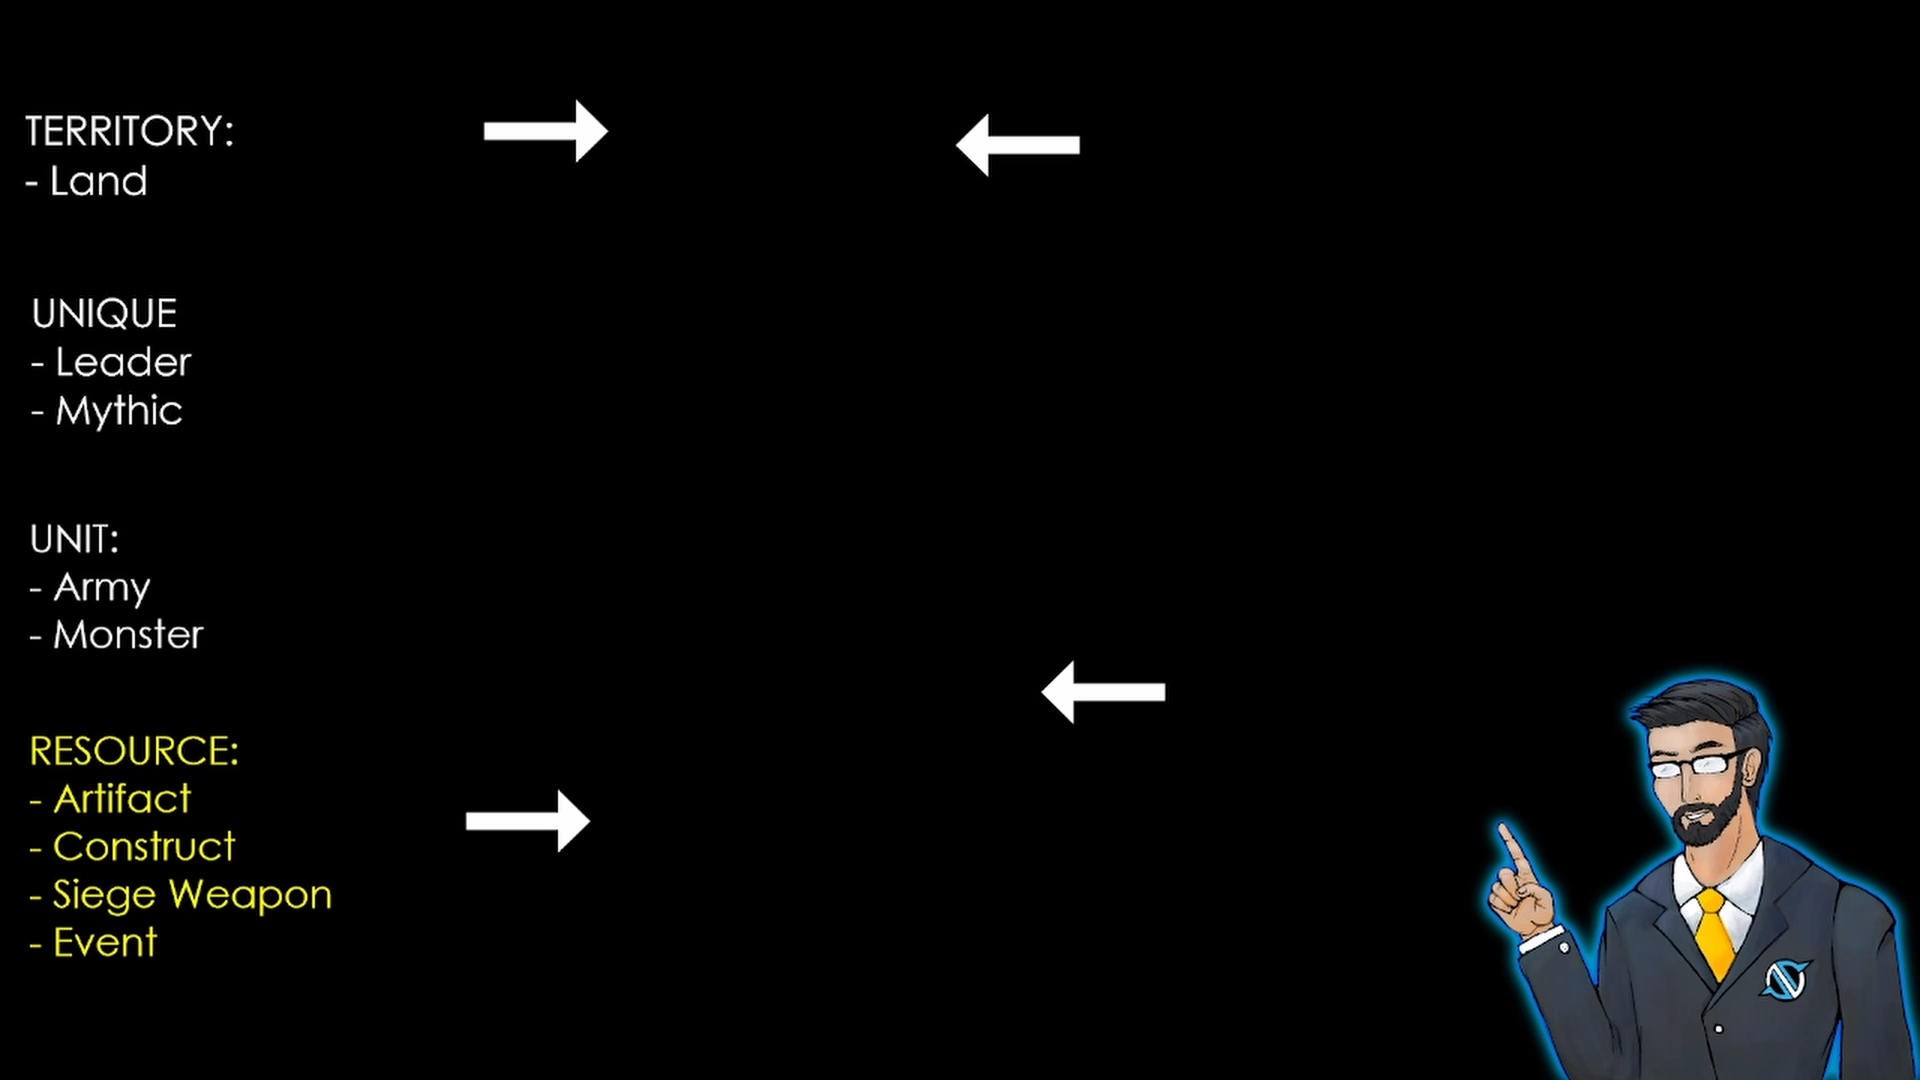 TERRITORY:
- Land
UNIQUE
- Leader
- Mythic
UNIT:
- Army
- Monster
RESOURCE:
- Artifact
- Construct
- Siege Weapon
- Event